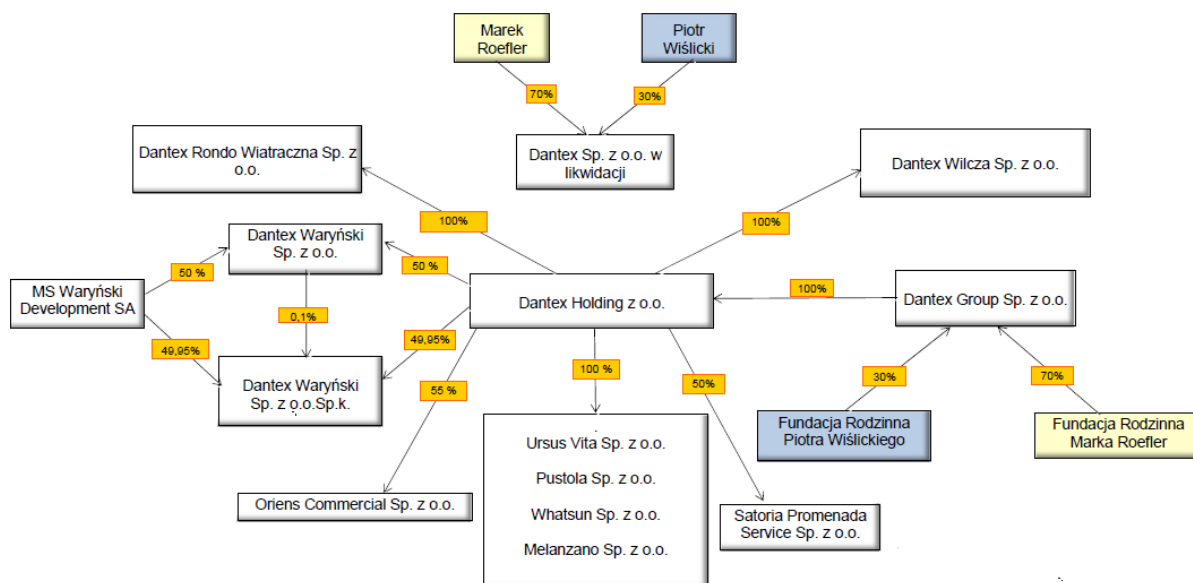 Marek
Roefler
Piotr
Wiślicki
70%
30%
Dantex Rondo Wiatraczna Sp. z
o.o.
Dantex Sp. z o.o. w
likwidacji
Dantex Wilcza Sp. z o.o.
100%
100%
Dantex Waryński
Sp. z o.o.
50 %
50 %
MS Waryński
Development SA
Dantex Holding z o.o.
100%
Dantex Group Sp. z o.o.
0,1%
49,95%
49,95%
Dantex Waryński
Sp. z o.o.Sp.k.
55 %
100 %
50%
30%
70%
Fundacja Rodzinna
Piotra Wiślickiego
Fundacja Rodzinna
Marka Roefler
Ursus Vita Sp. z o.o.
Pustola Sp. z o.o.
Whatsun Sp. z o.o.
Melanzano Sp. z o.o.
Oriens Commercial Sp. z o.o.
Satoria Promenada
Service Sp. z o.o.